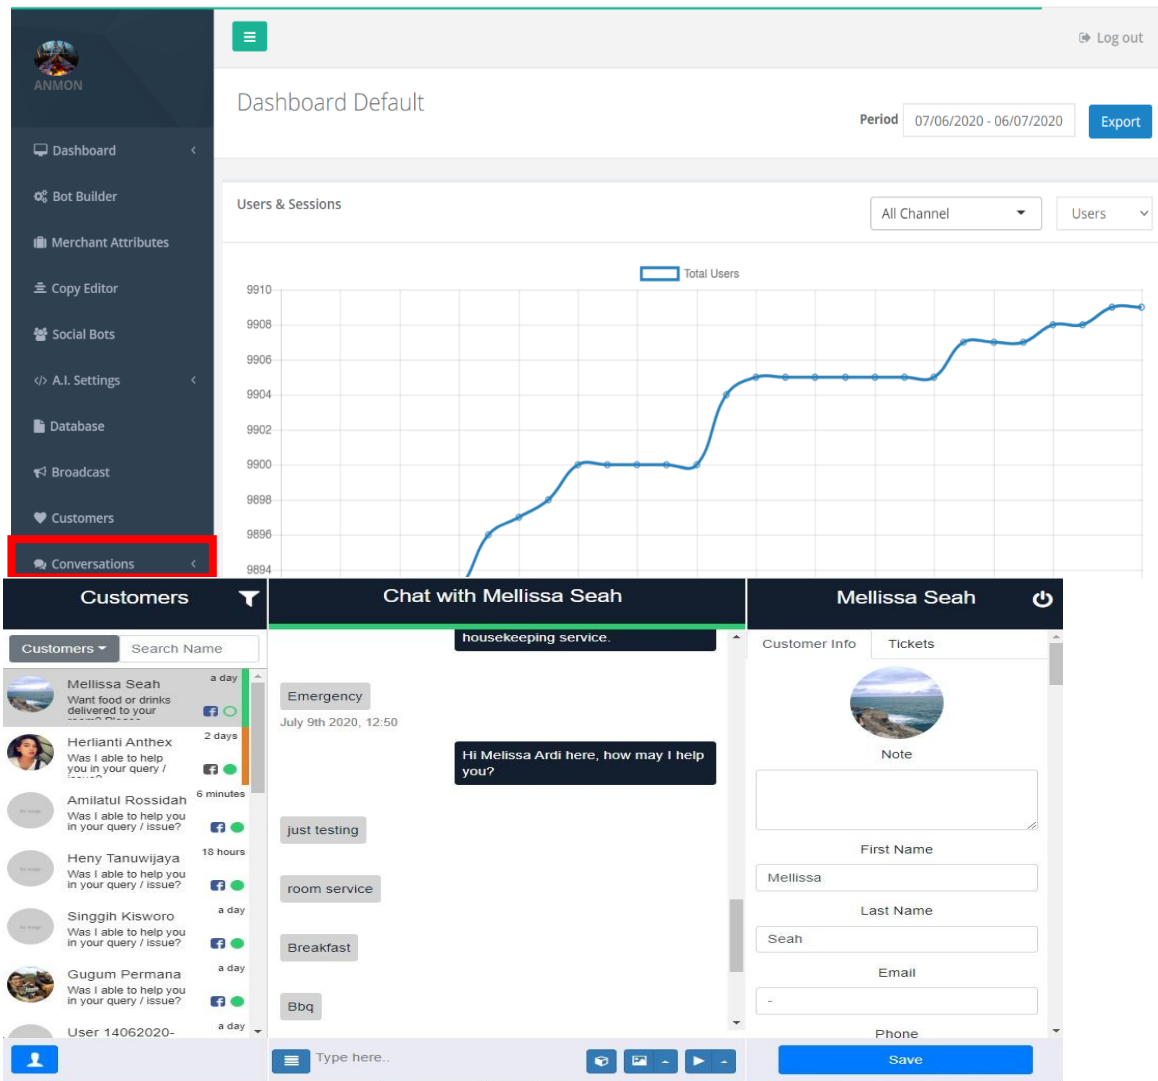 Log out
ANMON
Dashboard Default
Period 07/06/2020 - 06/07/2020 Export
Dashboard
Bot Builder
Merchant Attributes
Copy Editor
Social Bots
A.I. Settings
Database
Broadcast
Customers
Conversations
Users & Sessions
All Channel Users
Total Users
9910
9908
9906
9904
9902
9900
9898
9896
9894
Customers
Customers Search Name
Mellissa Seah a day
Want food or drinks
delivered to your
Herlianti Anthex 2 days
Was I able to help
you in your query /
Amilatul Rossidah 6 minutes
Was I able to help you
in your query / issue?
Heny Tanuwijaya 18 hours
Was I able to help you
in your query / issue?
Singgih Kisworo a day
Was I able to help you
in your query / issue?
Gugum Permana a day
Was I able to help you
in your query / issue?
User 14062020- a day
Chat with Mellissa Seah
housekeeping service.
Emergency
July 9th 2020, 12:50
Hi Melissa Ardi here, how may I help
you?
just testing
room service
Breakfast
Bbq
Type here..
Mellissa Seah
Customer Info Tickets
Note
First Name
Mellissa
Last Name
Seah
Email
-
Phone
Save